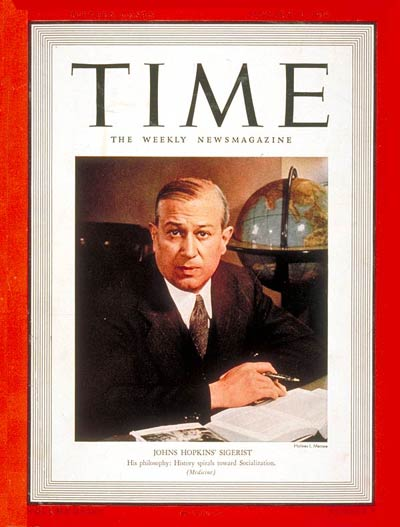 TIME
THE WEEKLY NEWSMAGAZINE
JOHNS HOPKINS' SIGERIST
His philosophy: History spirals toward Socialization.
(Medicine)